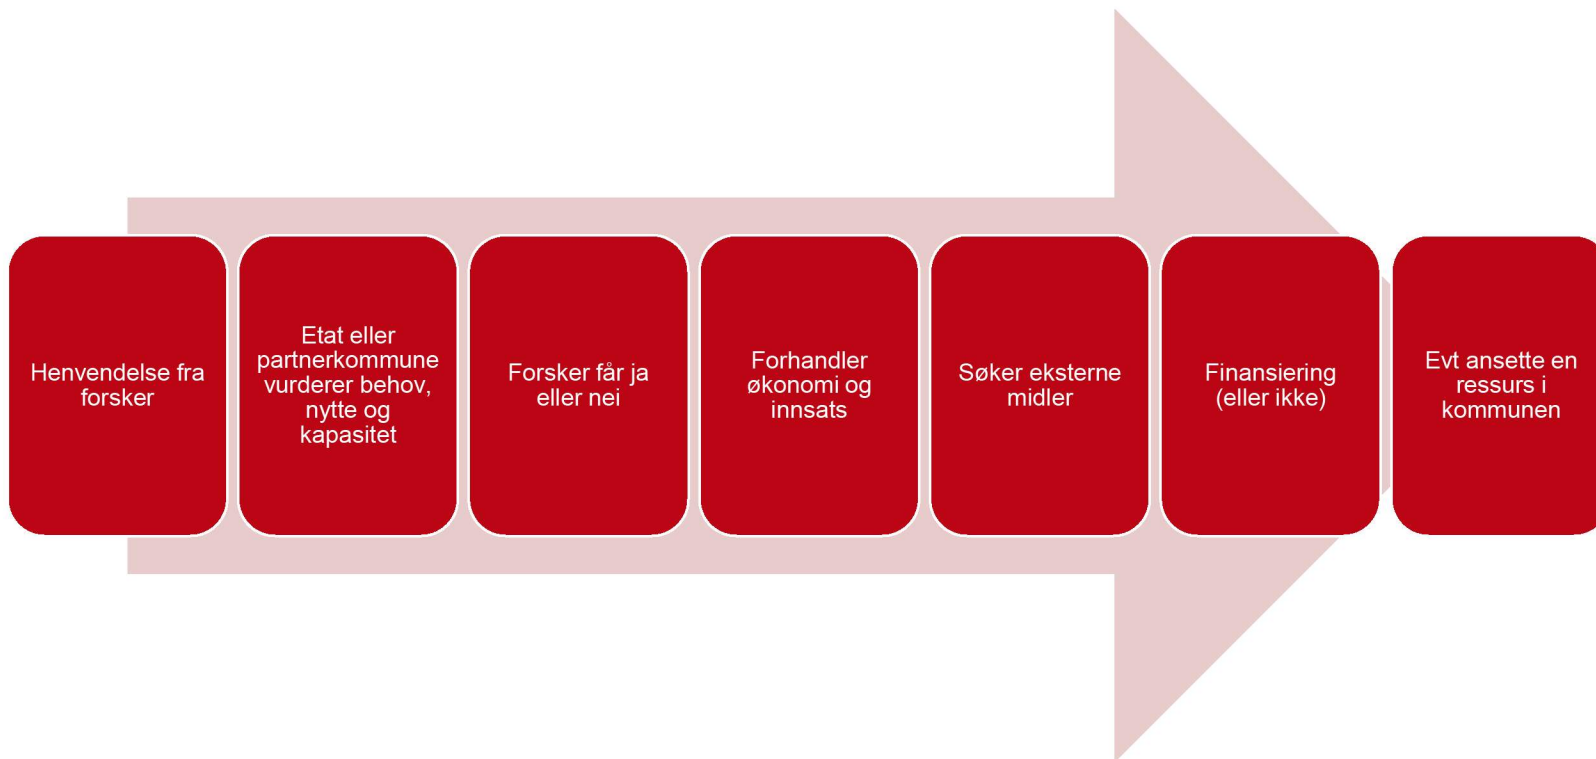 Henvendelse fra
forsker
Etat eller
partnerkommune
vurderer behov,
nytte og
kapasitet
Forsker får ja
eller nei
Forhandler
økonomi og
innsats
Søker eksterne
midler
Finansiering
(eller ikke)
Evt ansette en
ressurs i
kommunen